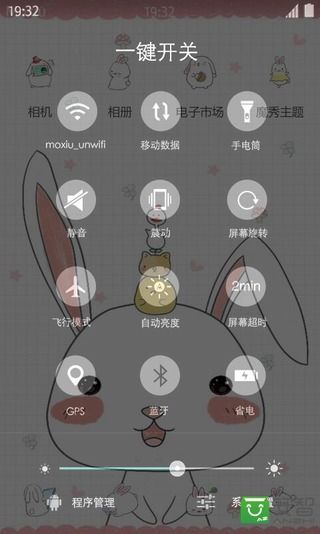 19:32
19:32
一键开关
相机 相册 电子市场 魔秀主题
moxiu_unwifi 移动数据 手电筒
静音 震动 屏幕旋转
2min
飞行模式 自动亮度 屏幕超时
GPS 蓝牙 省电
程序管理